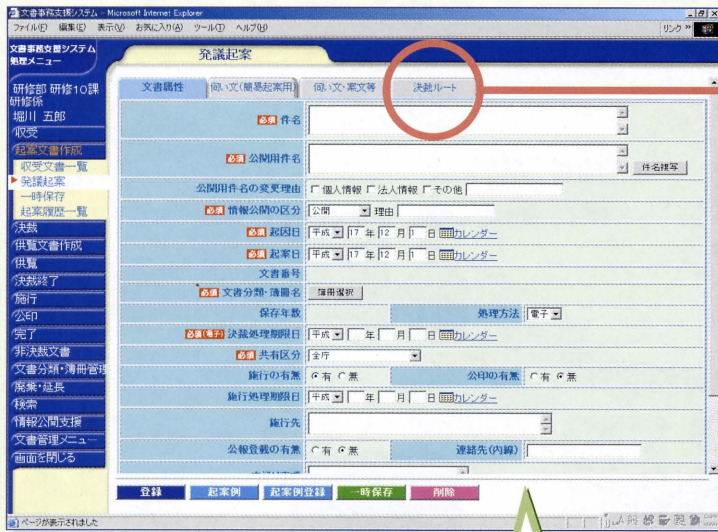 文書事務支援システム - Microsoft Internet Explorer
ファイル(F) 編集(E) 表示(V) お気に入り(A) ツール(T) ヘルプ(H)
リンク »
文書事務支援システム
処理メニュー
研修部 研修10課
研修係
堀川 五郎
収受
起案文書作成
収受文書一覧
発議起案
一時保存
起案履歴一覧
決裁
供覧文書作成
供覧
決裁終了
施行
公印
完了
非決裁文書
文書分類・簿冊管理
廃棄・延長
検索
情報公開支援
文書管理メニュー
画面を閉じる
発議起案
文書属性 伺い文(簡易起案用) 伺い文・案文等 決裁ルート
必須 件名
必須 公開用件名 件名複写
公開用件名の変更理由 個人情報 法人情報 その他
必須 情報公開の区分 公開 理由
必須 起因日 平成 17 年 12 月 1 日 カレンダー
必須 起案日 平成 17 年 12 月 1 日 カレンダー
文書番号
必須 文書分類・簿冊名 簿冊選択
保存年数 処理方法 電子
必須(電子) 決裁処理期限日 平成 年 月 日 カレンダー
必須 共有区分 全庁
施行の有無 有 無 公印の有無 有 無
施行処理期限日 平成 年 月 日 カレンダー
施行先
公報登載の有無 有 無 連絡先(内線)
登録 起案例 起案例登録 一時保存 削除
ページが表示されました